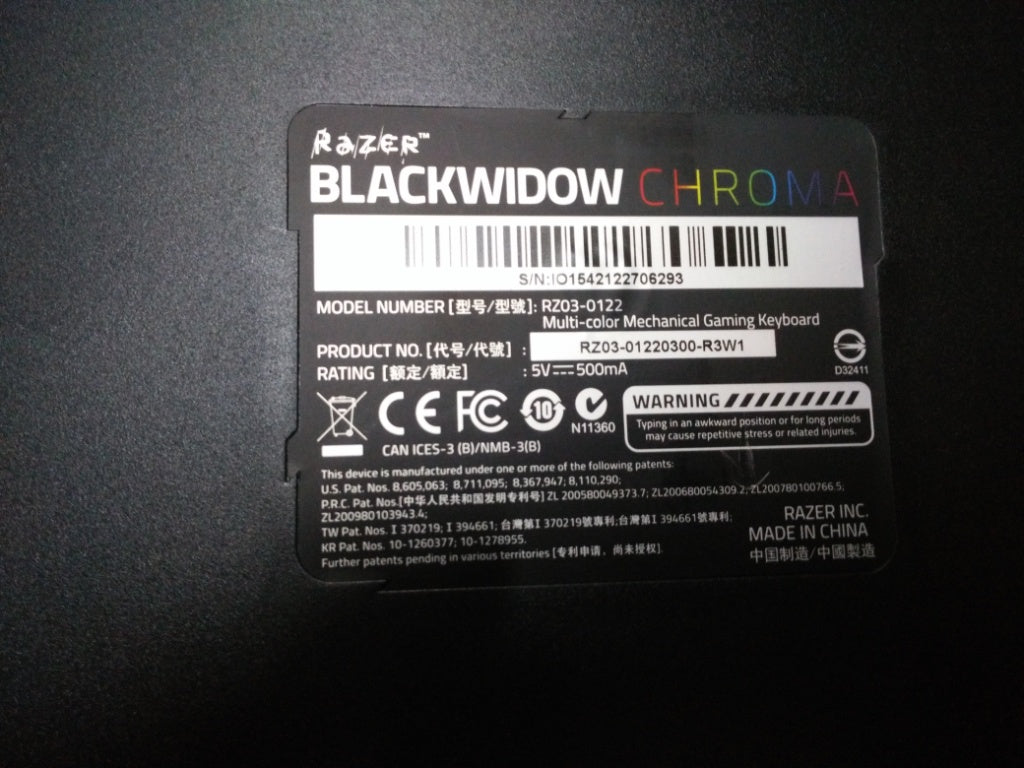 RAZER™
BLACKWIDOW CHROMA
S/N:IO1542122706293
MODEL NUMBER [型号/型號]: RZ03-0122
Multi-color Mechanical Gaming Keyboard
PRODUCT NO. [代号/代號] : RZ03-01220300-R3W1
RATING [额定/額定] : 5V⎓500mA
D32411
CE FC 10 N11360
WARNING
Typing in an awkward position or for long periods
may cause repetitive stress or related injuries.
CAN ICES-3 (B)/NMB-3(B)
This device is manufactured under one or more of the following patents:
U.S. Pat. Nos. 8,605,063; 8,711,095; 8,367,947; 8,110,290;
P.R.C. Pat. Nos.[中华人民共和国发明专利号] ZL 200580049373.7; ZL200680054309.2; ZL200780100766.5;
ZL200980103943.4;
TW Pat. Nos. I 370219; I 394661; 台灣第I 370219號專利;台灣第I 394661號專利;
KR Pat. Nos. 10-1260377; 10-1278955.
Further patents pending in various territories [专利申请，尚未授权].
RAZER INC.
MADE IN CHINA
中国制造/中國製造